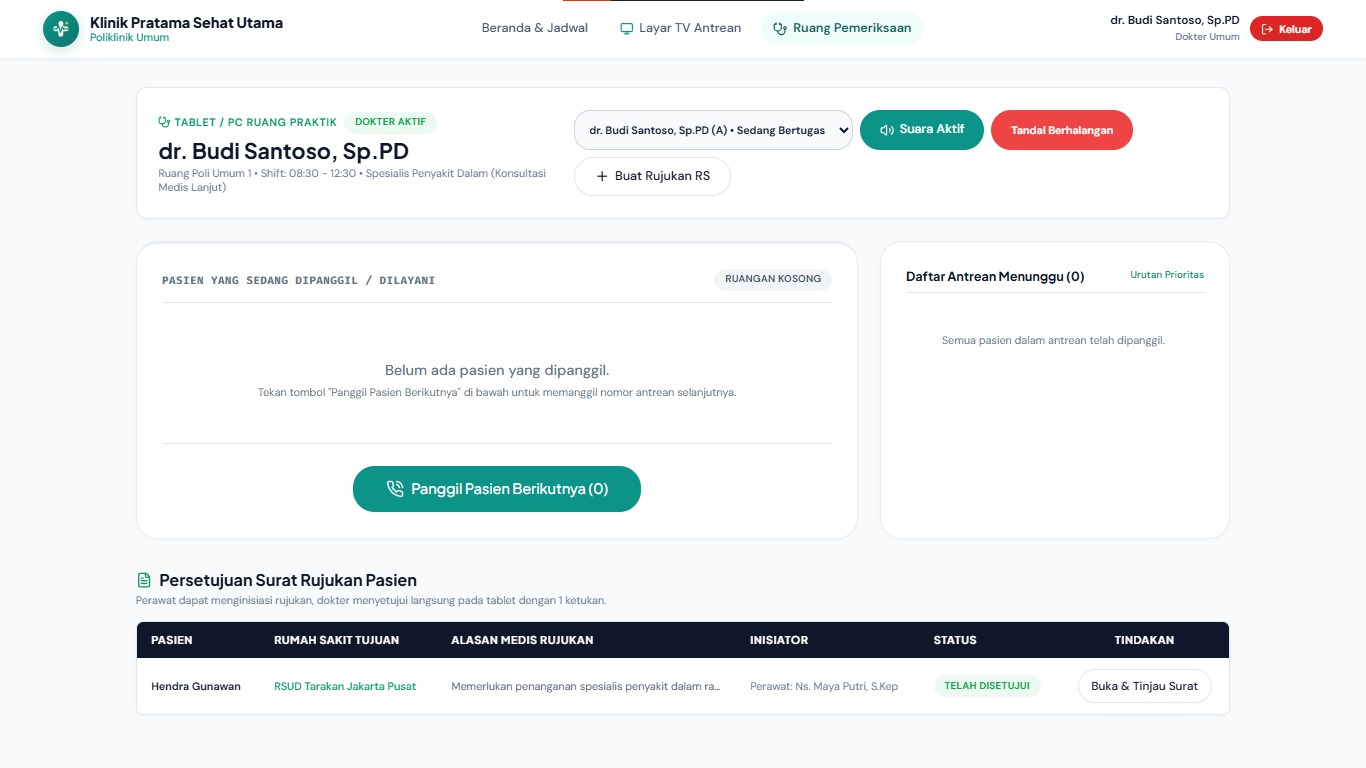 Klinik Pratama Sehat Utama
Poliklinik Umum
Beranda & Jadwal
Layar TV Antrean
Ruang Pemeriksaan
dr. Budi Santoso, Sp.PD
Dokter Umum
Keluar
TABLET / PC RUANG PRAKTIK
DOKTER AKTIF
dr. Budi Santoso, Sp.PD
Ruang Poli Umum 1 • Shift: 08:30 - 12:30 • Spesialis Penyakit Dalam (Konsultasi
Medis Lanjut)
dr. Budi Santoso, Sp.PD (A) • Sedang Bertugas
Suara Aktif
Tandai Berhalangan
Buat Rujukan RS
PASIEN YANG SEDANG DIPANGGIL / DILAYANI
RUANGAN KOSONG
Belum ada pasien yang dipanggil.
Tekan tombol "Panggil Pasien Berikutnya" di bawah untuk memanggil nomor antrean selanjutnya.
Panggil Pasien Berikutnya (0)
Daftar Antrean Menunggu (0)
Urutan Prioritas
Semua pasien dalam antrean telah dipanggil.
Persetujuan Surat Rujukan Pasien
Perawat dapat menginisiasi rujukan, dokter menyetujui langsung pada tablet dengan 1 ketukan.
PASIEN RUMAH SAKIT TUJUAN ALASAN MEDIS RUJUKAN INISIATOR STATUS TINDAKAN
Hendra Gunawan RSUD Tarakan Jakarta Pusat Memerlukan penanganan spesialis penyakit dalam ra... Perawat: Ns. Maya Putri, S.Kep TELAH DISETUJUI Buka & Tinjau Surat